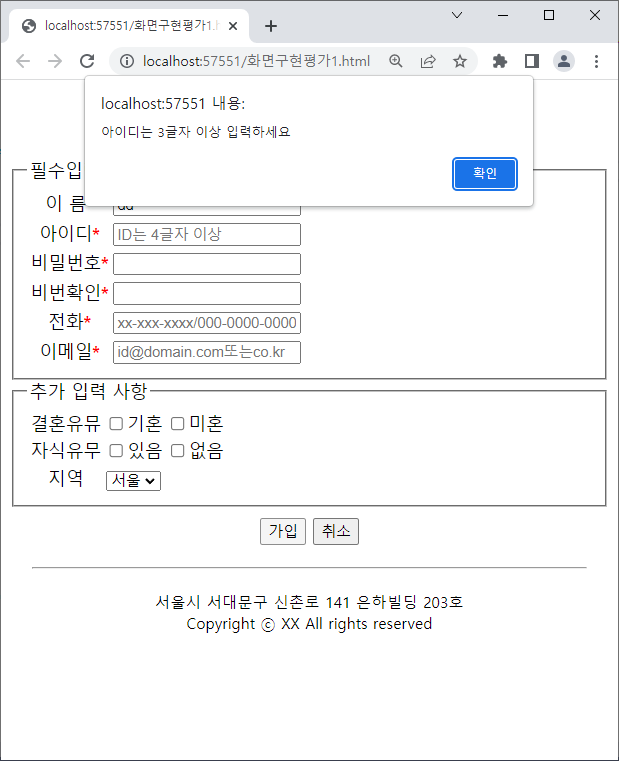 localhost:57551/화면구현평가1.h
localhost:57551/화면구현평가1.html
localhost:57551 내용:
아이디는 3글자 이상 입력하세요
확인
필수입
이 름
아이디* ID는 4글자 이상
비밀번호*
비번확인*
전화* xx-xxx-xxxx/000-0000-0000
이메일* id@domain.com또는co.kr
추가 입력 사항
결혼유뮤 기혼 미혼
자식유무 있음 없음
지역 서울
가입 취소
서울시 서대문구 신촌로 141 은하빌딩 203호
Copyright ⓒ XX All rights reserved